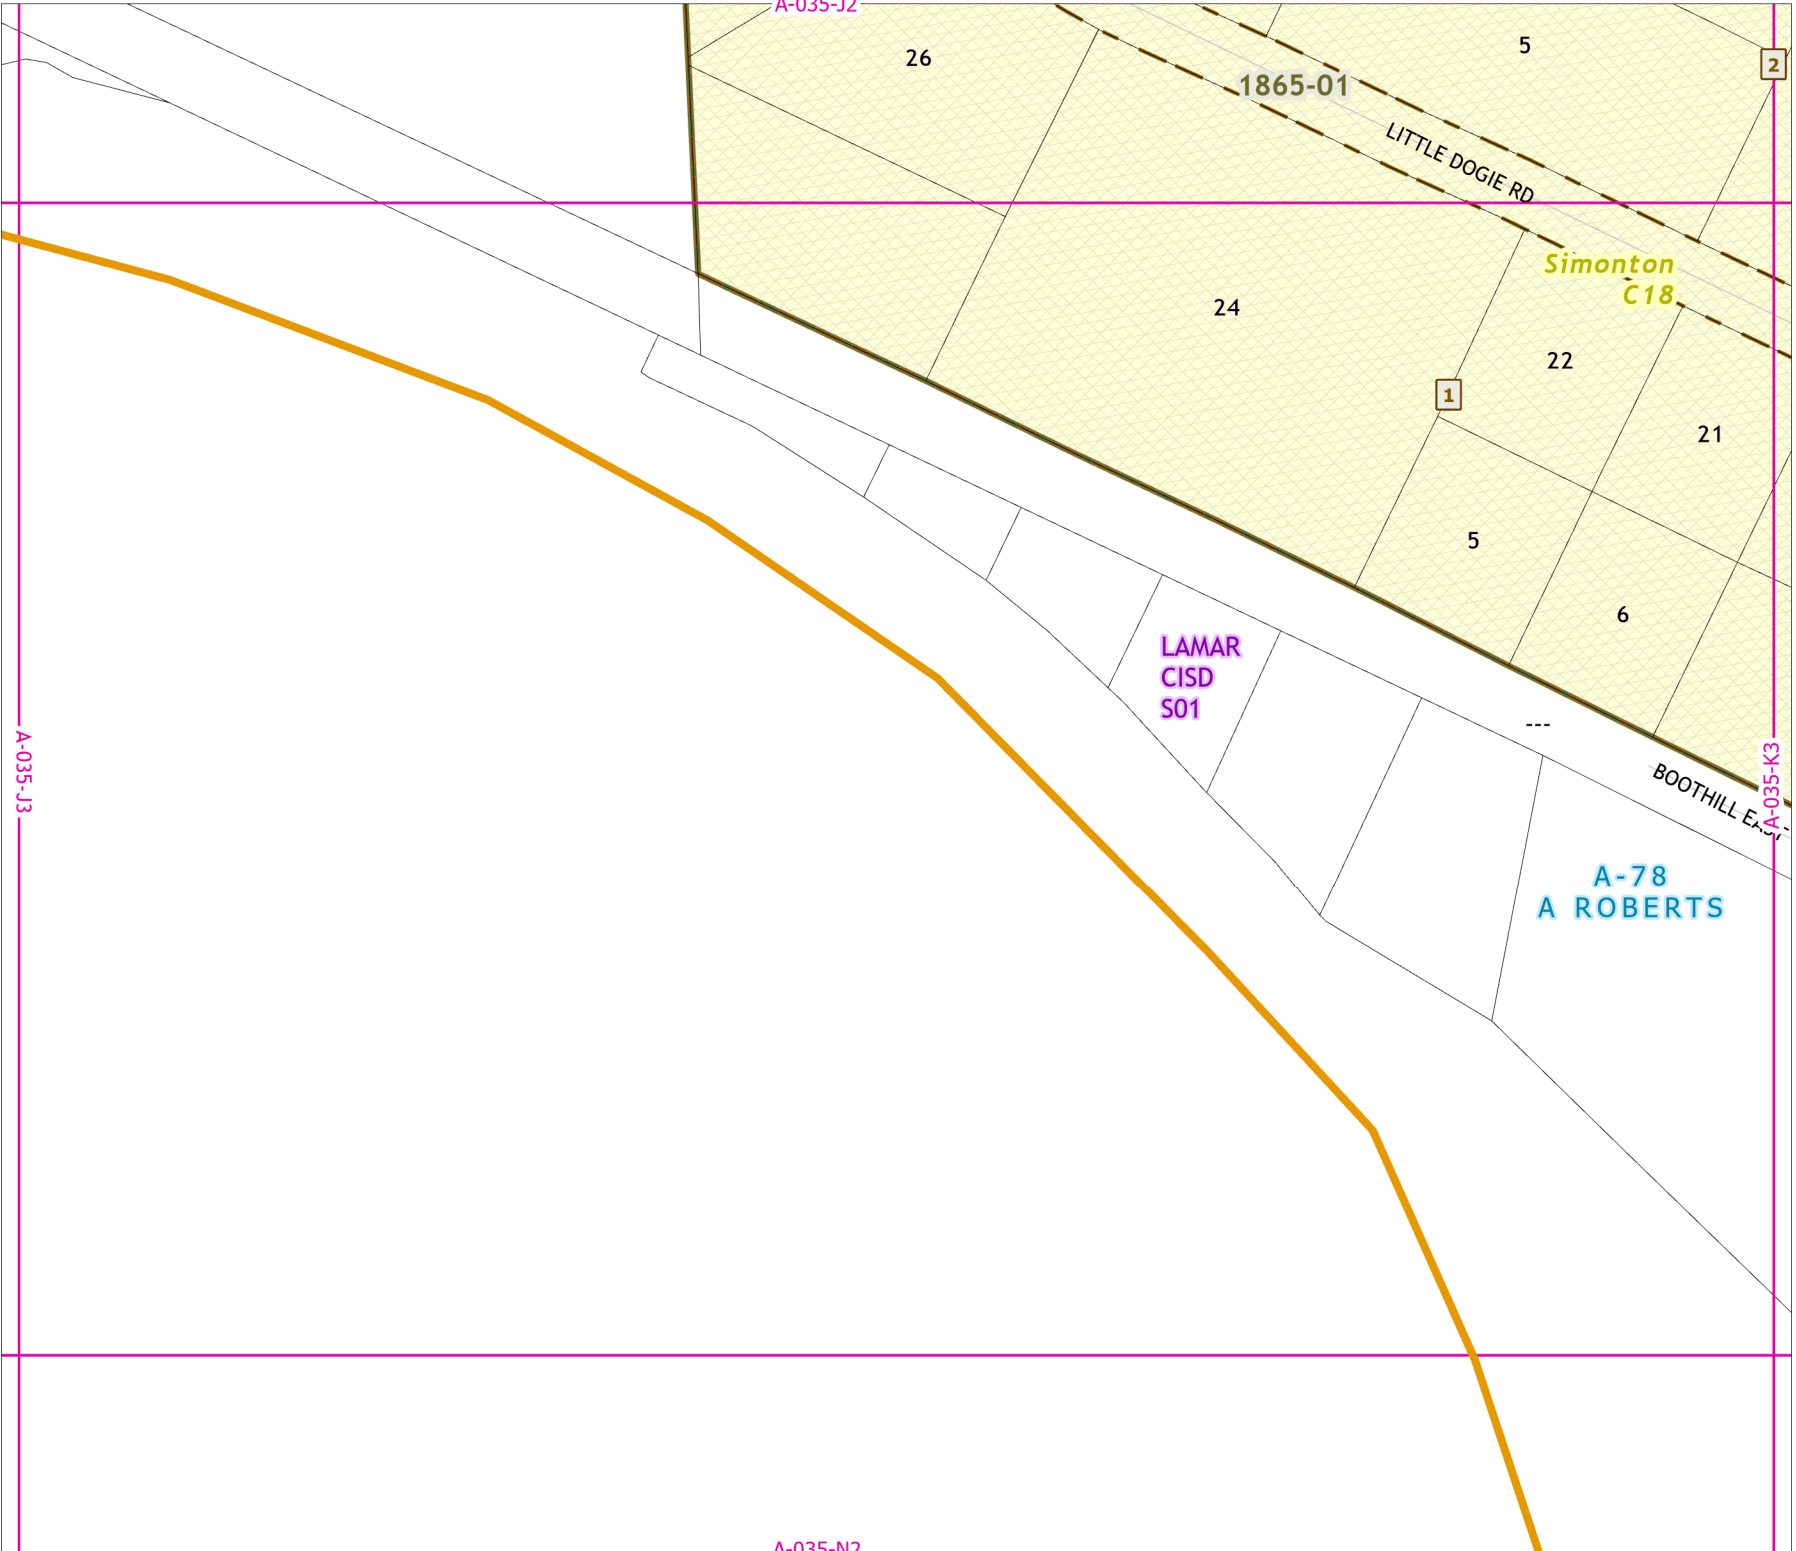 A-035-J2
26
5
2
1865-01
LITTLE DOGIE RD
Simonton
C18
24
22
1
21
5
6
LAMAR
CISD
S01
---
A-035-J3
A-035-K3
BOOTHILL EAST
A-78
A ROBERTS
A-035-N2